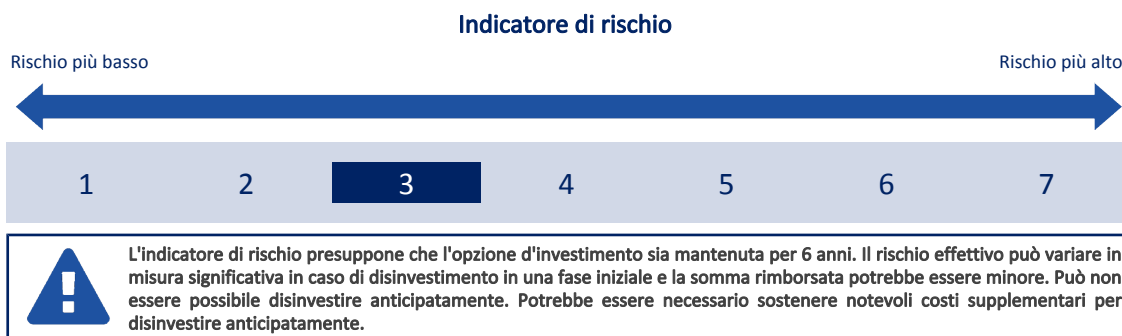 Indicatore di rischio
Rischio più basso
Rischio più alto
1 2 3 4 5 6 7
L'indicatore di rischio presuppone che l'opzione d'investimento sia mantenuta per 6 anni. Il rischio effettivo può variare in
misura significativa in caso di disinvestimento in una fase iniziale e la somma rimborsata potrebbe essere minore. Può non
essere possibile disinvestire anticipatamente. Potrebbe essere necessario sostenere notevoli costi supplementari per
disinvestire anticipatamente.